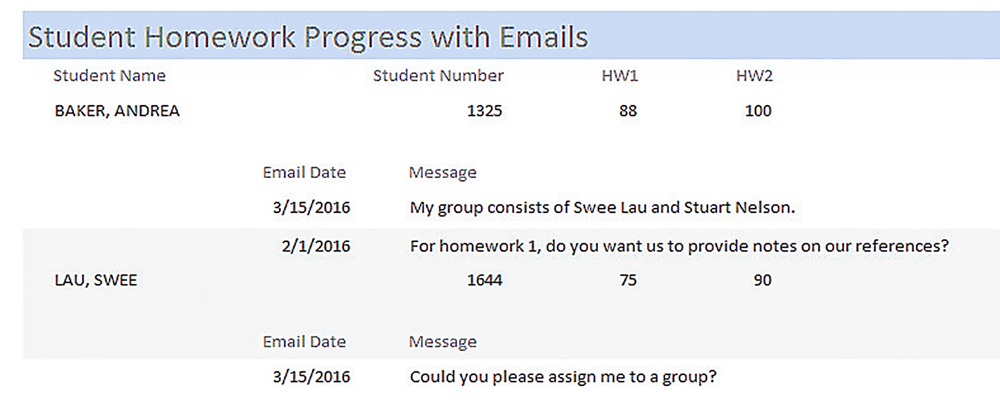 Student Homework Progress with Emails
Student Name Student Number HW1 HW2
BAKER, ANDREA 1325 88 100
Email Date Message
3/15/2016 My group consists of Swee Lau and Stuart Nelson.
2/1/2016 For homework 1, do you want us to provide notes on our references?
LAU, SWEE 1644 75 90
Email Date Message
3/15/2016 Could you please assign me to a group?